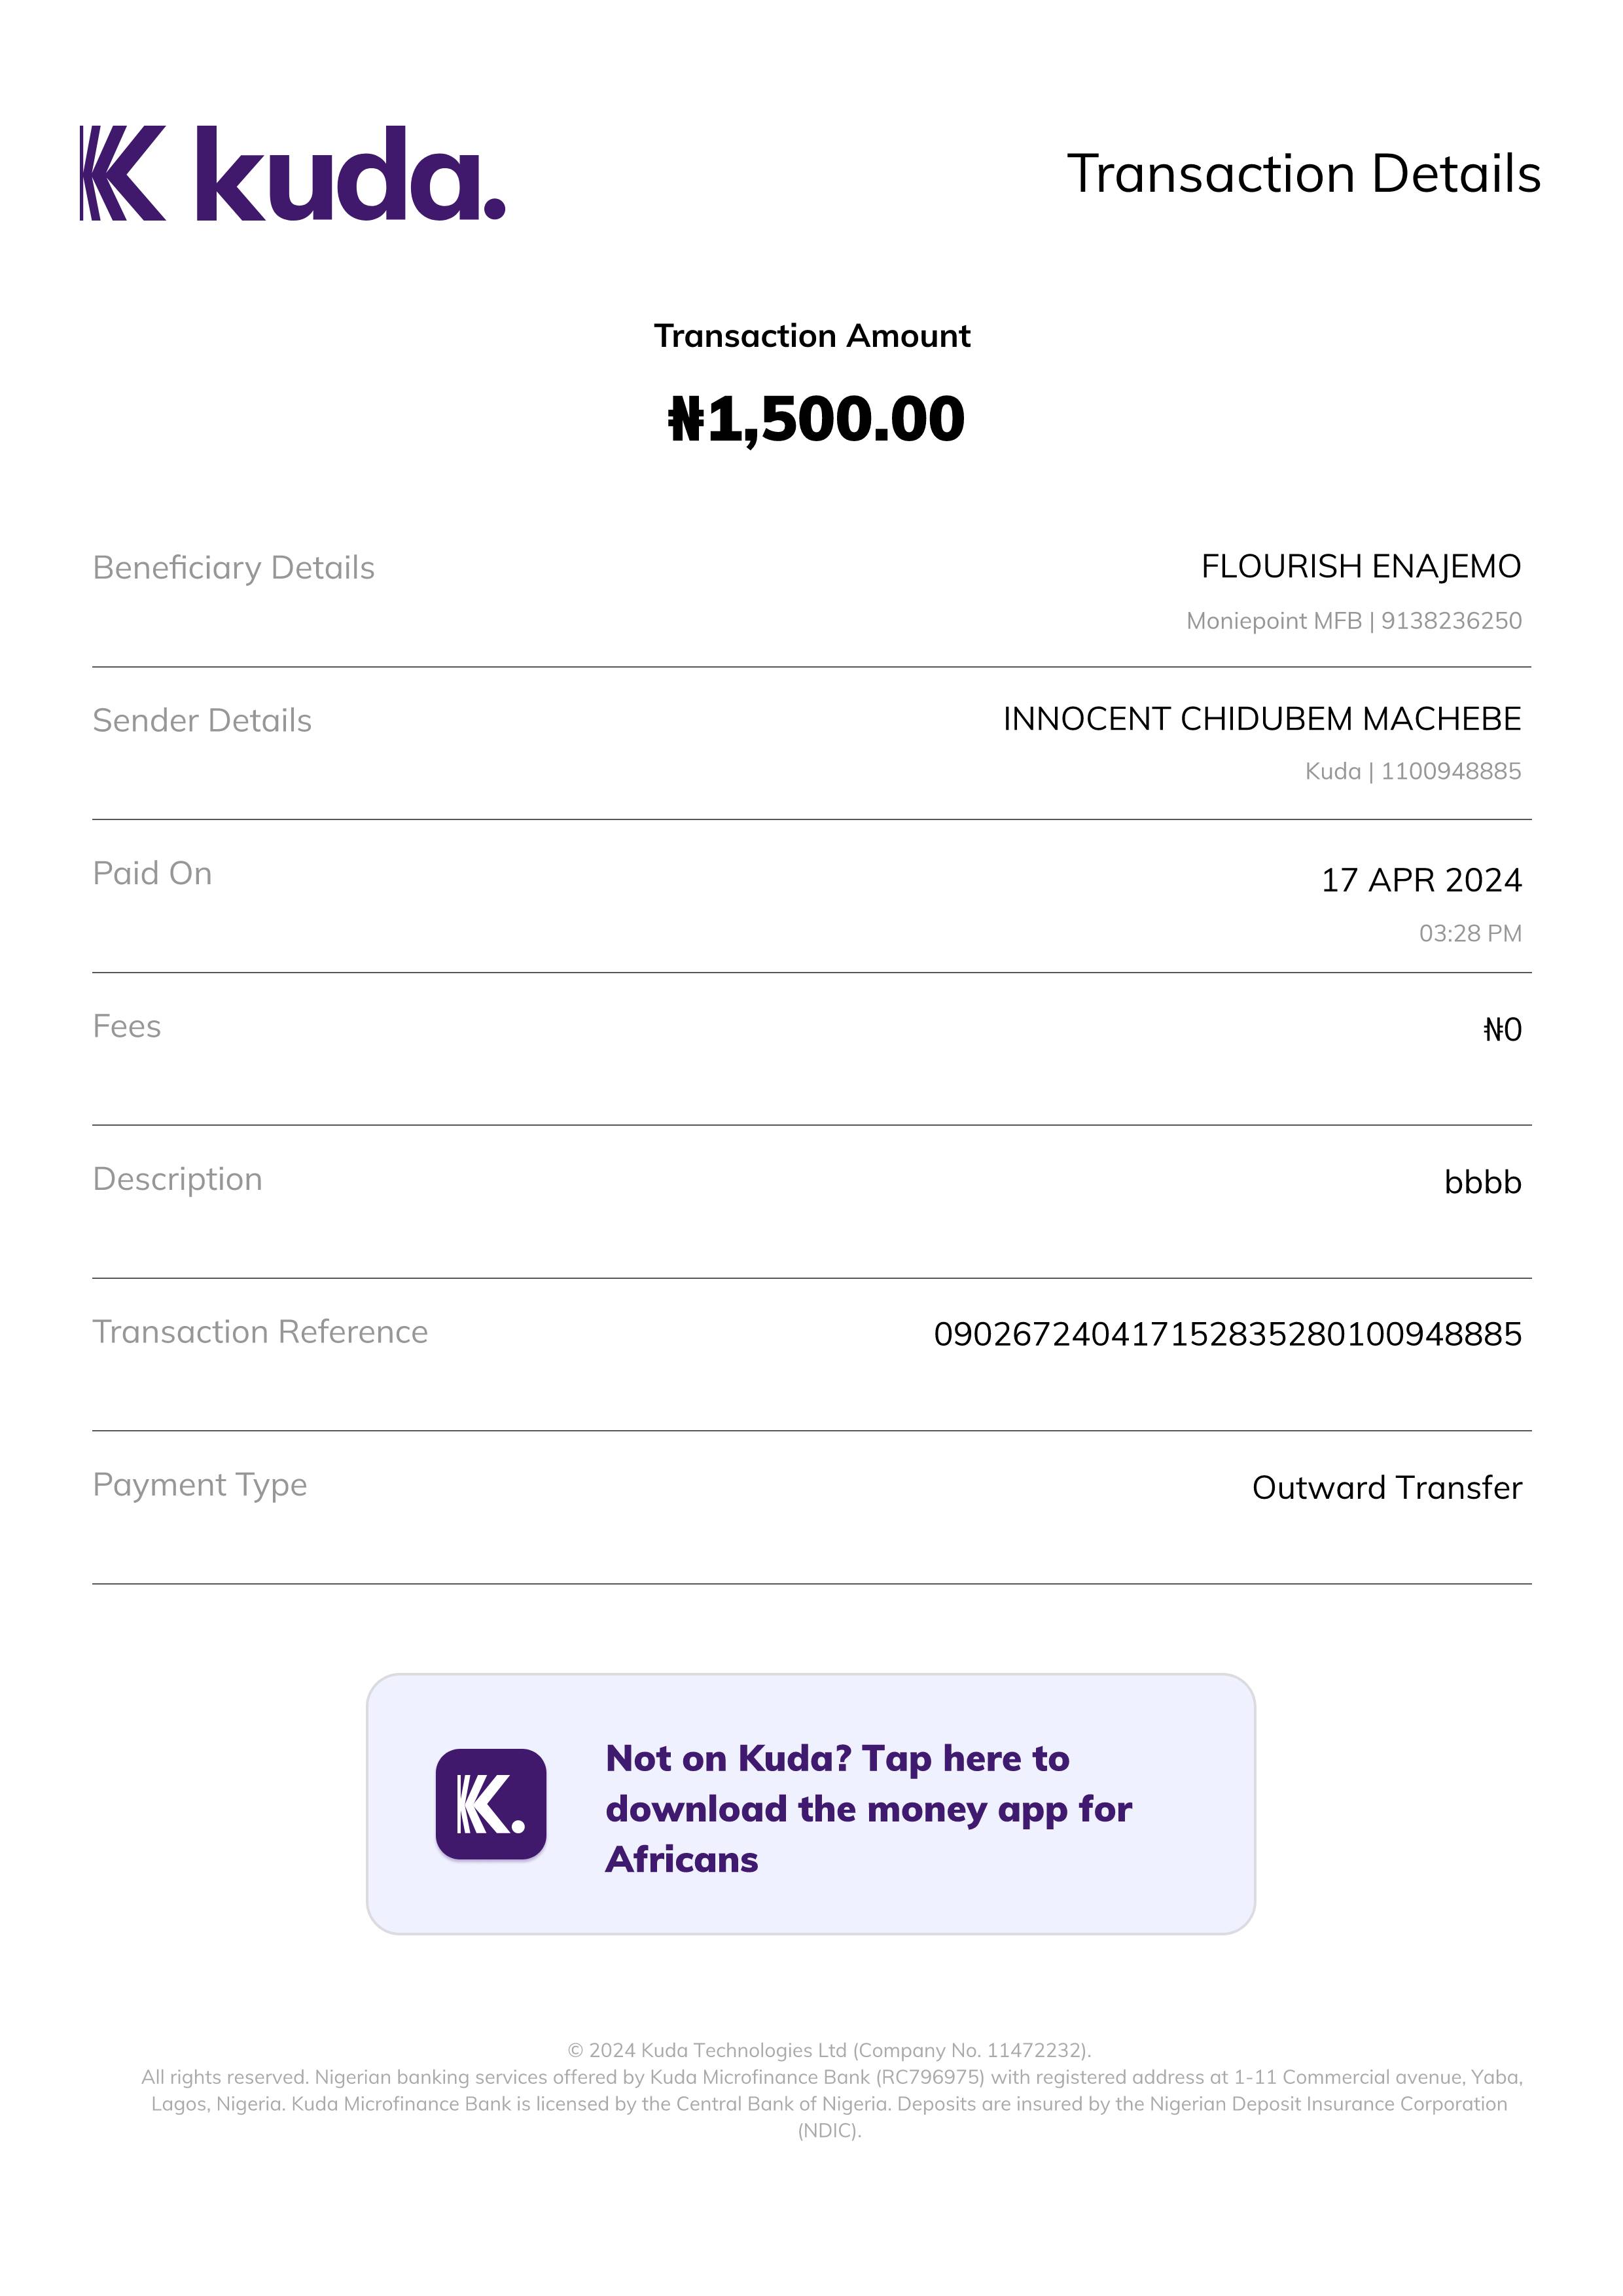 kuda.
Transaction Details
Transaction Amount
₦1,500.00
Beneficiary Details
FLOURISH ENAJEMO
Moniepoint MFB | 9138236250
Sender Details
INNOCENT CHIDUBEM MACHEBE
Kuda | 1100948885
Paid On
17 APR 2024
03:28 PM
Fees
₦0
Description
bbbb
Transaction Reference
090267240417152835280100948885
Payment Type
Outward Transfer
K.
Not on Kuda? Tap here to
download the money app for
Africans
© 2024 Kuda Technologies Ltd (Company No. 11472232).
All rights reserved. Nigerian banking services offered by Kuda Microfinance Bank (RC796975) with registered address at 1-11 Commercial avenue, Yaba,
Lagos, Nigeria. Kuda Microfinance Bank is licensed by the Central Bank of Nigeria. Deposits are insured by the Nigerian Deposit Insurance Corporation
(NDIC).